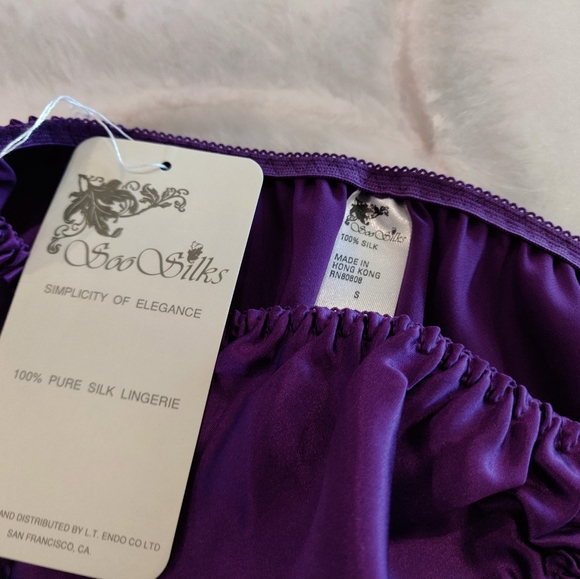 SooSilks
SIMPLICITY OF ELEGANCE
100% PURE SILK LINGERIE
AND DISTRIBUTED BY L.T. ENDO CO LTD
SAN FRANCISCO, CA.
SooSilks
100% SILK
MADE IN
HONG KONG
RN80808
S